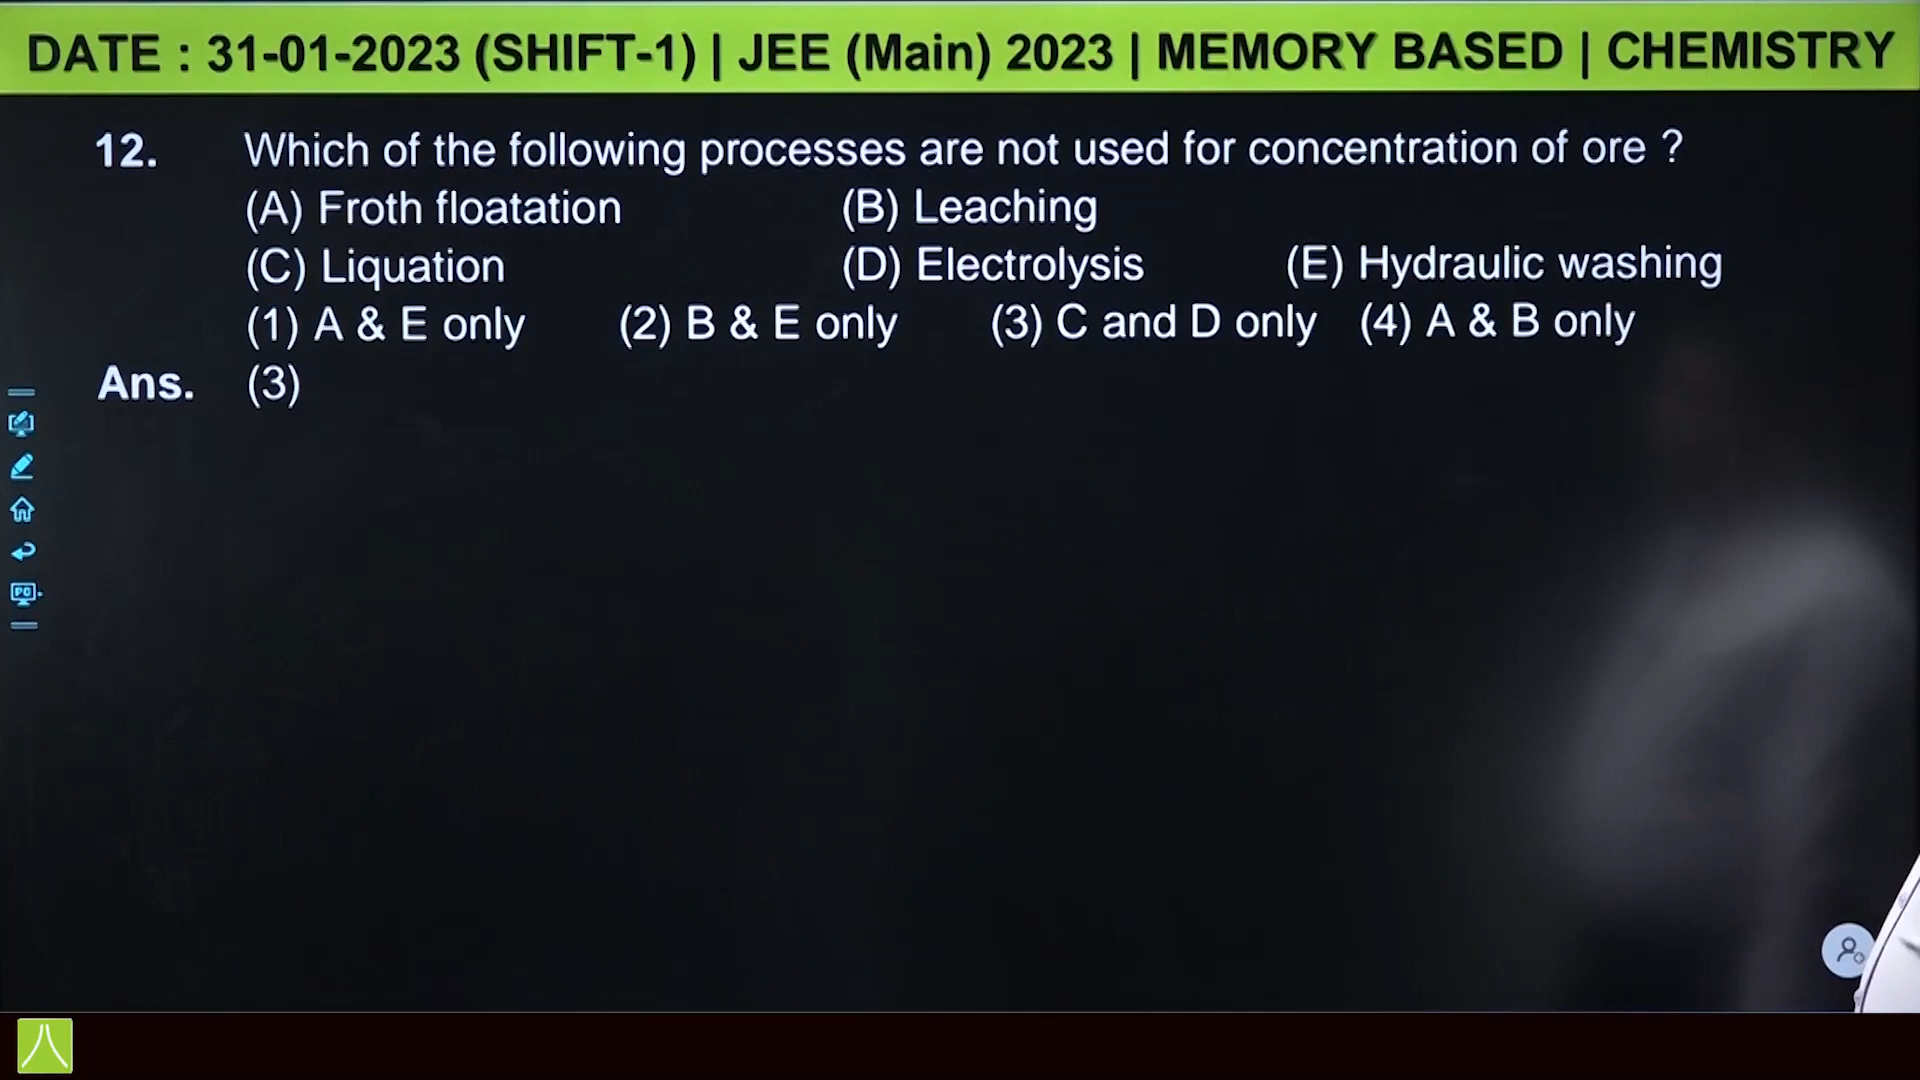 DATE : 31-01-2023 (SHIFT-1) | JEE (Main) 2023 | MEMORY BASED | CHEMISTRY
12. Which of the following processes are not used for concentration of ore ?
(A) Froth floatation (B) Leaching
(C) Liquation (D) Electrolysis (E) Hydraulic washing
(1) A & E only (2) B & E only (3) C and D only (4) A & B only
Ans. (3)
PC